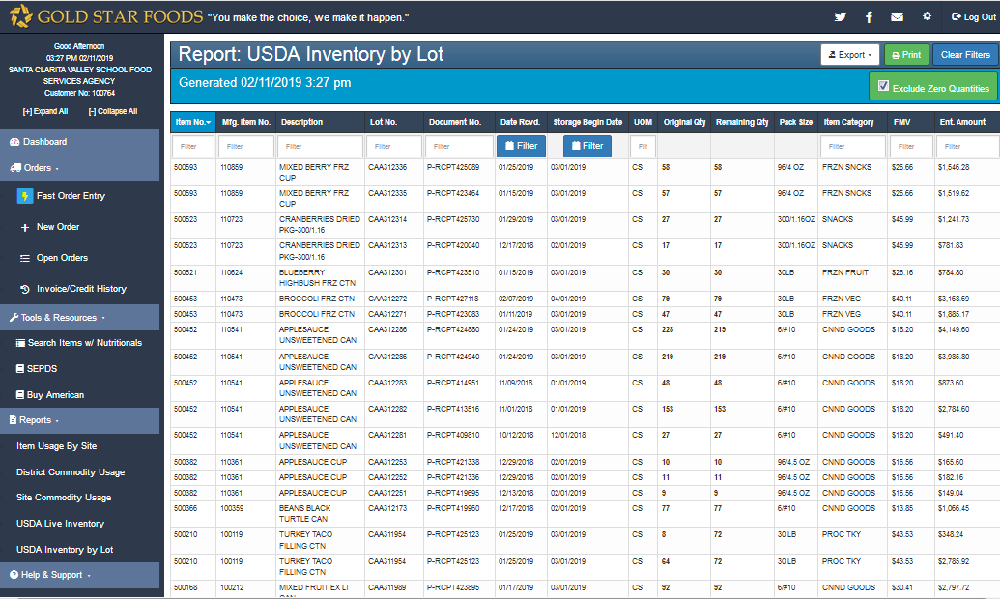 GOLD STAR FOODS "You make the choice, we make it happen."
Log Out
Good Afternoon
03:27 PM 02/11/2019
SANTA CLARITA VALLEY SCHOOL FOOD
SERVICES AGENCY
Customer No: 100764
[+] Expand All [-] Collapse All
Dashboard
Orders
Fast Order Entry
New Order
Open Orders
Invoice/Credit History
Tools & Resources
Search Items w/ Nutritionals
SEPDS
Buy American
Reports
Item Usage By Site
District Commodity Usage
Site Commodity Usage
USDA Live Inventory
USDA Inventory by Lot
Help & Support
Report: USDA Inventory by Lot
Export Print Clear Filters
Generated 02/11/2019 3:27 pm
Exclude Zero Quantities
Item No. Mfg. Item No. Description Lot No. Document No. Date Rcvd. Storage Begin Date UOM Original Qty Remaining Qty Pack Size Item Category FMV Ent. Amount
Filter Filter Filter Filter Filter Filter Filter Fil Filter Filter Filter
500593 110859 MIXED BERRY FRZ CAA312336 P-RCPT425089 01/25/2019 03/01/2019 CS 58 58 96/4 OZ FRZN SNCKS $26.66 $1,546.28
CUP
500593 110859 MIXED BERRY FRZ CAA312335 P-RCPT423464 01/15/2019 03/01/2019 CS 57 57 96/4 OZ FRZN SNCKS $26.66 $1,519.62
CUP
500523 110723 CRANBERRIES DRIED CAA312314 P-RCPT425730 01/29/2019 03/01/2019 CS 27 27 300/1.16OZ SNACKS $45.99 $1,241.73
PKG-300/1.16
500523 110723 CRANBERRIES DRIED CAA312313 P-RCPT420040 12/17/2018 02/01/2019 CS 17 17 300/1.16OZ SNACKS $45.99 $781.83
PKG-300/1.16
500521 110624 BLUEBERRY CAA312301 P-RCPT423510 01/15/2019 03/01/2019 CS 30 30 30LB FRZN FRUIT $26.16 $784.80
HIGHBUSH FRZ CTN
500453 110473 BROCCOLI FRZ CTN CAA312272 P-RCPT427118 02/07/2019 04/01/2019 CS 79 79 30LB FRZN VEG $40.11 $3,168.69
500453 110473 BROCCOLI FRZ CTN CAA312271 P-RCPT423083 01/11/2019 03/01/2019 CS 47 47 30LB FRZN VEG $40.11 $1,885.17
500452 110541 APPLESAUCE CAA312286 P-RCPT424880 01/24/2019 03/01/2019 CS 228 219 6/#10 CNND GOODS $18.20 $4,149.60
UNSWEETENED CAN
500452 110541 APPLESAUCE CAA312286 P-RCPT424940 01/24/2019 03/01/2019 CS 219 219 6/#10 CNND GOODS $18.20 $3,985.80
UNSWEETENED CAN
500452 110541 APPLESAUCE CAA312283 P-RCPT414951 11/09/2018 01/01/2019 CS 48 48 6/#10 CNND GOODS $18.20 $873.60
UNSWEETENED CAN
500452 110541 APPLESAUCE CAA312282 P-RCPT413516 11/01/2018 01/01/2019 CS 153 153 6/#10 CNND GOODS $18.20 $2,784.60
UNSWEETENED CAN
500452 110541 APPLESAUCE CAA312281 P-RCPT409810 10/12/2018 12/01/2018 CS 27 27 6/#10 CNND GOODS $18.20 $491.40
UNSWEETENED CAN
500382 110361 APPLESAUCE CUP CAA312253 P-RCPT421338 12/29/2018 02/01/2019 CS 10 10 96/4.5 OZ CNND GOODS $16.56 $165.60
500382 110361 APPLESAUCE CUP CAA312252 P-RCPT421336 12/29/2018 02/01/2019 CS 11 11 96/4.5 OZ CNND GOODS $16.56 $182.16
500382 110361 APPLESAUCE CUP CAA312251 P-RCPT419695 12/13/2018 02/01/2019 CS 9 9 96/4.5 OZ CNND GOODS $16.56 $149.04
500366 100359 BEANS BLACK CAA312173 P-RCPT419960 12/17/2018 02/01/2019 CS 77 77 6/#10 CNND GOODS $13.85 $1,066.45
TURTLE CAN
500210 100119 TURKEY TACO CAA311954 P-RCPT425123 01/25/2019 03/01/2019 CS 8 72 30 LB PROC TKY $43.53 $348.24
FILLING CTN
500210 100119 TURKEY TACO CAA311954 P-RCPT425123 01/25/2019 03/01/2019 CS 64 72 30 LB PROC TKY $43.53 $2,785.92
FILLING CTN
500168 100212 MIXED FRUIT EX LT CAA311989 P-RCPT423895 01/17/2019 03/01/2019 CS 92 92 6/#10 CNND GOODS $30.41 $2,797.72
CAN